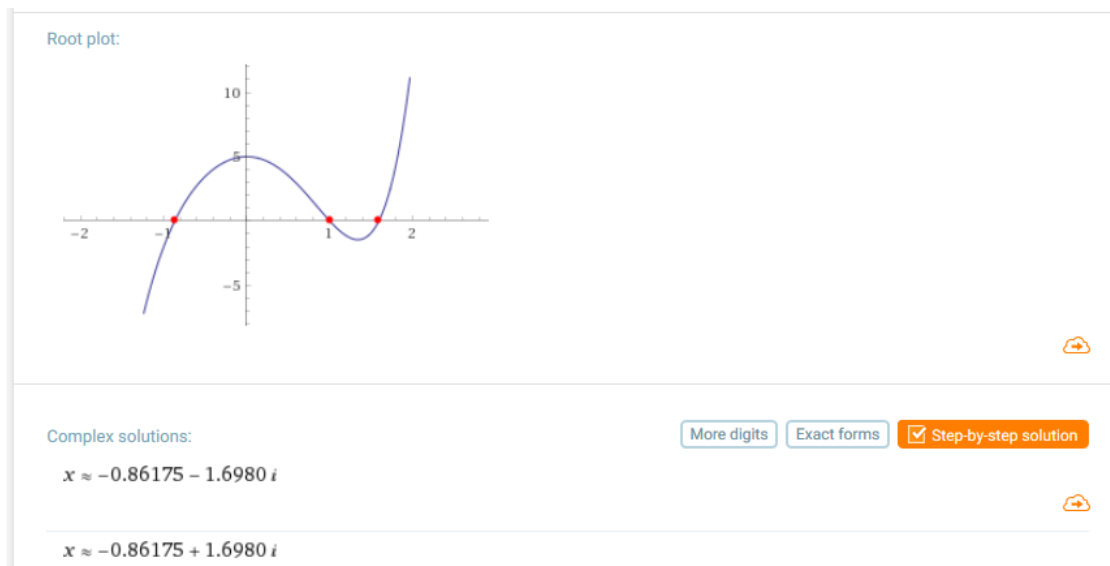 Root plot:
10
5
-2
-1
1
2
-5
Complex solutions:
More digits
Exact forms
Step-by-step solution
x ≈ -0.86175 - 1.6980 i
x ≈ -0.86175 + 1.6980 i